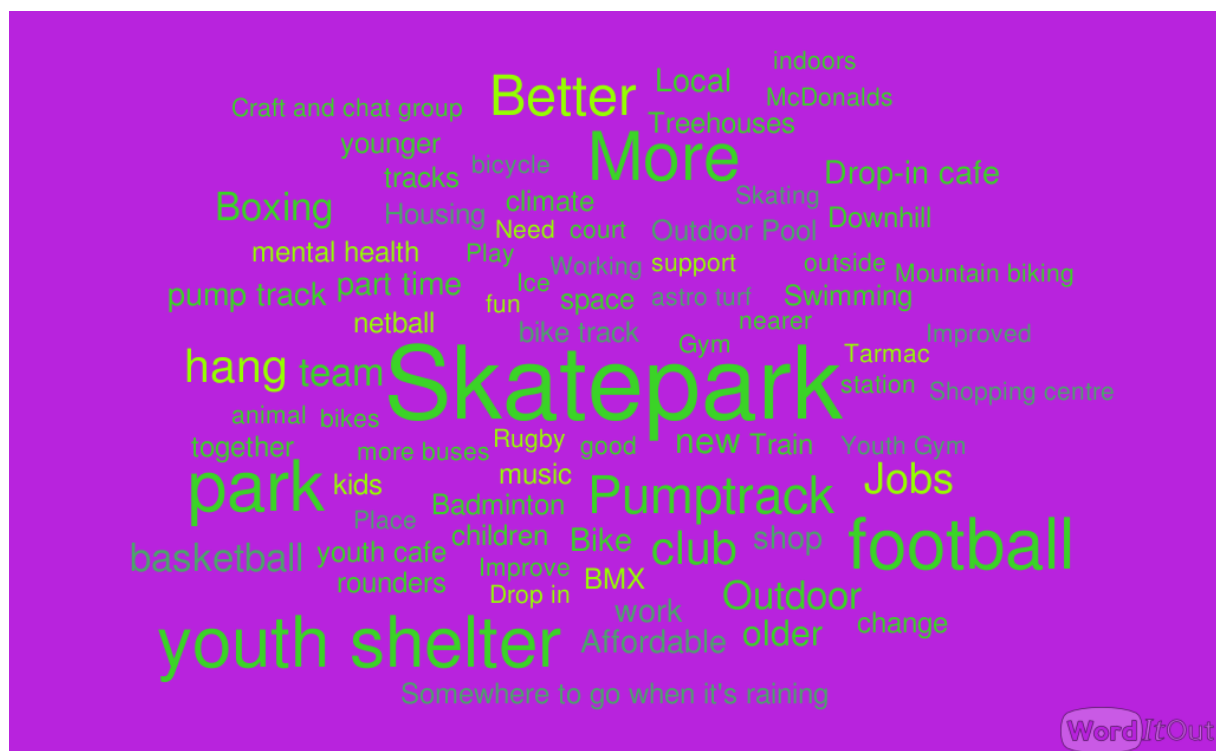 indoors
Better
Local
McDonalds
Craft and chat group
Treehouses
younger
More
bicycle
tracks
Drop-in cafe
Skating
Boxing
Housing
climate
Downhill
Need
court
Outdoor Pool
mental health
Play
Working
support
outside
Mountain biking
pump track
part time
Ice
fun
space
astro turf
Swimming
netball
bike track
nearer
Improved
hang
team
Skatepark
Gym
Tarmac
station
Shopping centre
animal
bikes
together
more buses
Rugby
good
new
Train
Youth Gym
park
kids
music
Pumptrack
Jobs
Place
Badminton
basketball
youth cafe
children
Bike
club
shop
football
rounders
Improve
Drop in
BMX
Outdoor
work
youth shelter
Affordable
older
change
Somewhere to go when it's raining
WordItOut